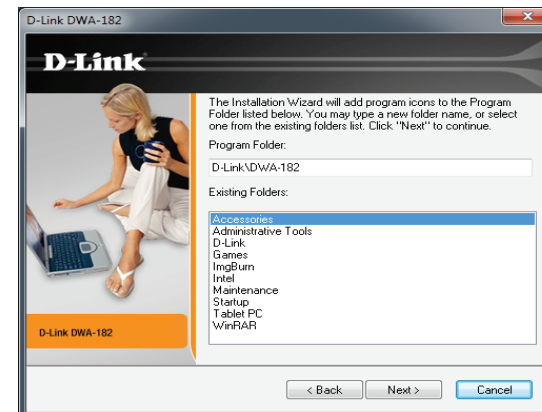 D-Link DWA-182
D-Link
The Installation Wizard will add program icons to the Program
Folder listed below. You may type a new folder name, or select
one from the existing folders list. Click "Next" to continue.
Program Folder:
D-Link\DWA-182
Existing Folders:
Accessories
Administrative Tools
D-Link
Games
ImgBurn
Intel
Maintenance
Startup
Tablet PC
WinRAR
D-Link DWA-182
< Back
Next >
Cancel